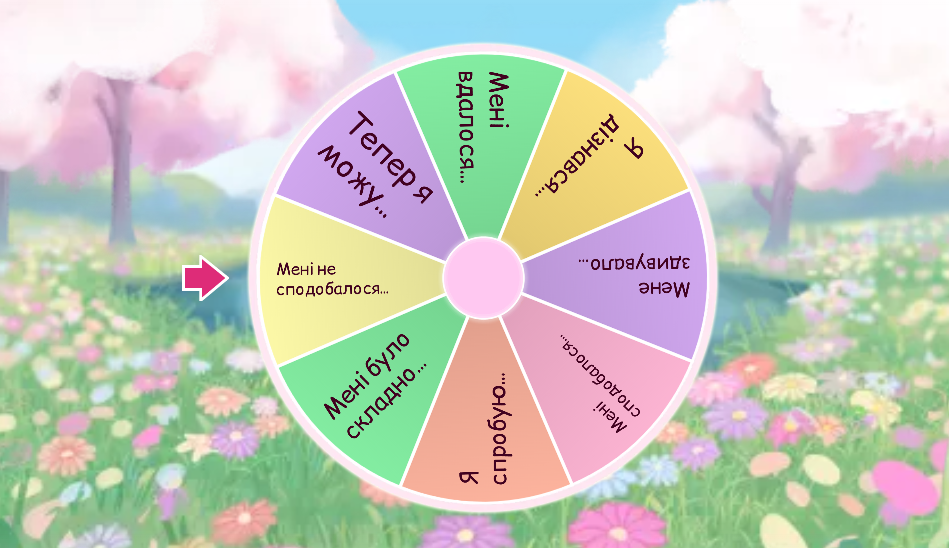 Мені
вдалося...
Я
дізнався...
Мене
здивувало...
Мені
сподобалося...
Я
спробую...
Мені було
складно...
Мені не
сподобалося...
Тепер я
можу...